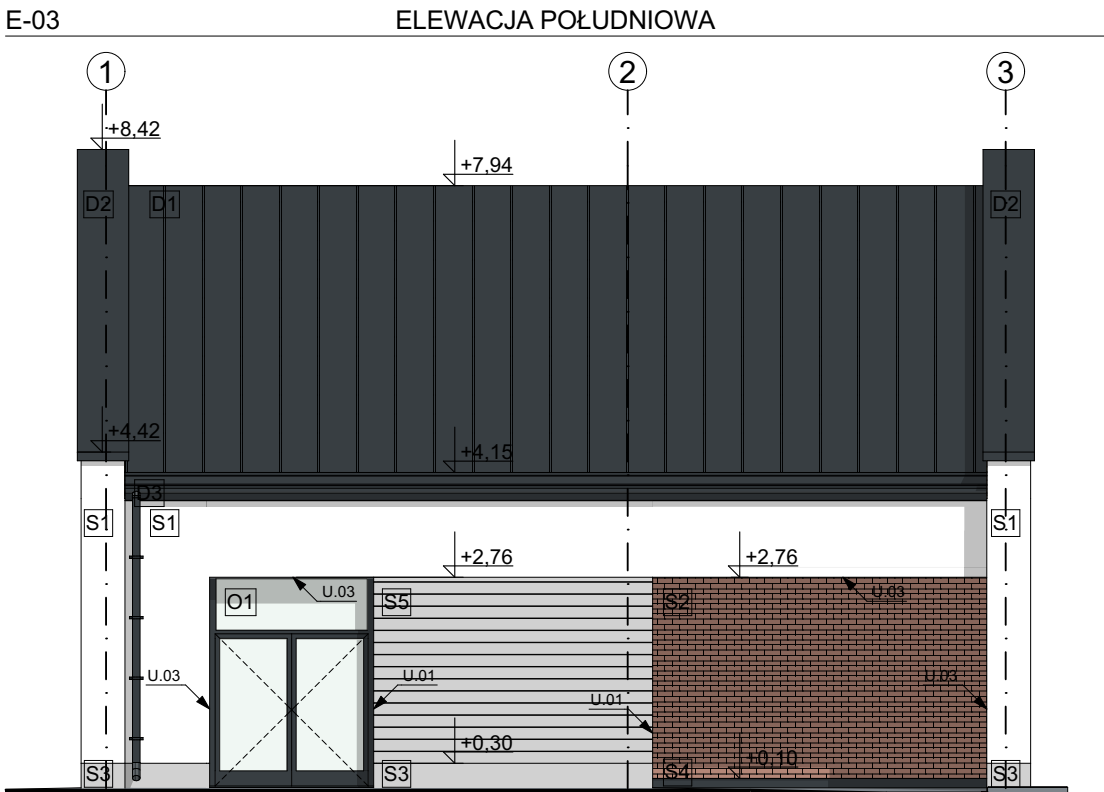 E-03 ELEWACJA POŁUDNIOWA
1 2 3
+8,42
+7,94
D2 D1 D2
+4,42
+4,15
D3
S1 S1 S1
+2,76 +2,76
O1 U.03 S5 S2 U.03
U.03 U.01 U.01 U.03
+0,30 +0,10
S3 S3 S4 S3